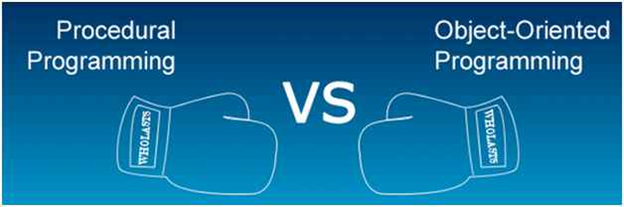 Procedural
Programming
VS
Object-Oriented
Programming
WHOLASTS
WHOLASTS